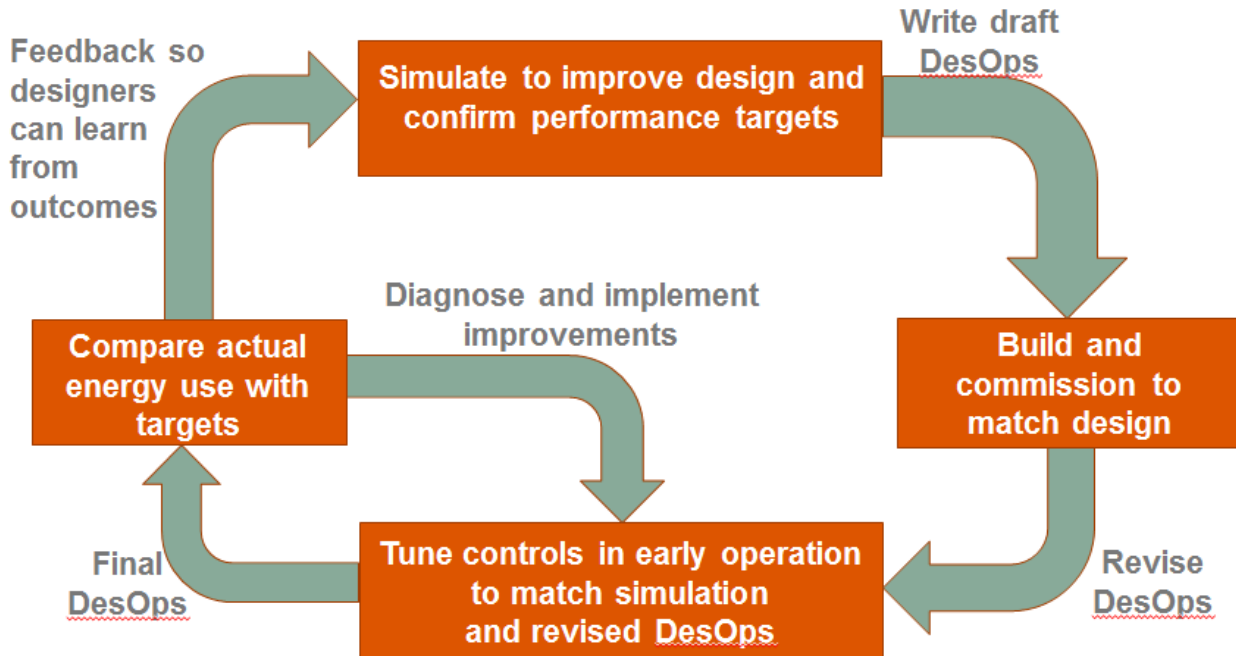 Feedback so
designers
can learn
from
outcomes
Simulate to improve design and
confirm performance targets
Write draft
DesOps
Diagnose and implement
improvements
Compare actual
energy use with
targets
Build and
commission to
match design
Final
DesOps
Tune controls in early operation
to match simulation
and revised DesOps
Revise
DesOps